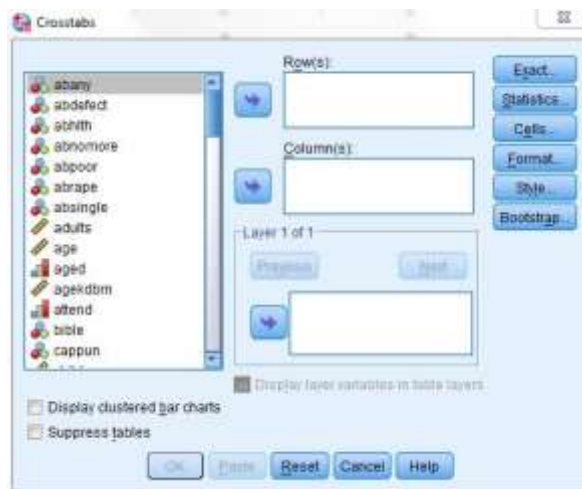 Crosstabs
abany
abdefect
abhlth
abnomore
abpoor
abrape
absingle
adults
age
aged
agekdbrn
attend
bible
cappun
Row(s):
Column(s):
Layer 1 of 1
Previous
Next
Display layer variables in table layers
Exact...
Statistics...
Cells...
Format...
Style...
Bootstrap...
Display clustered bar charts
Suppress tables
OK
Paste
Reset
Cancel
Help